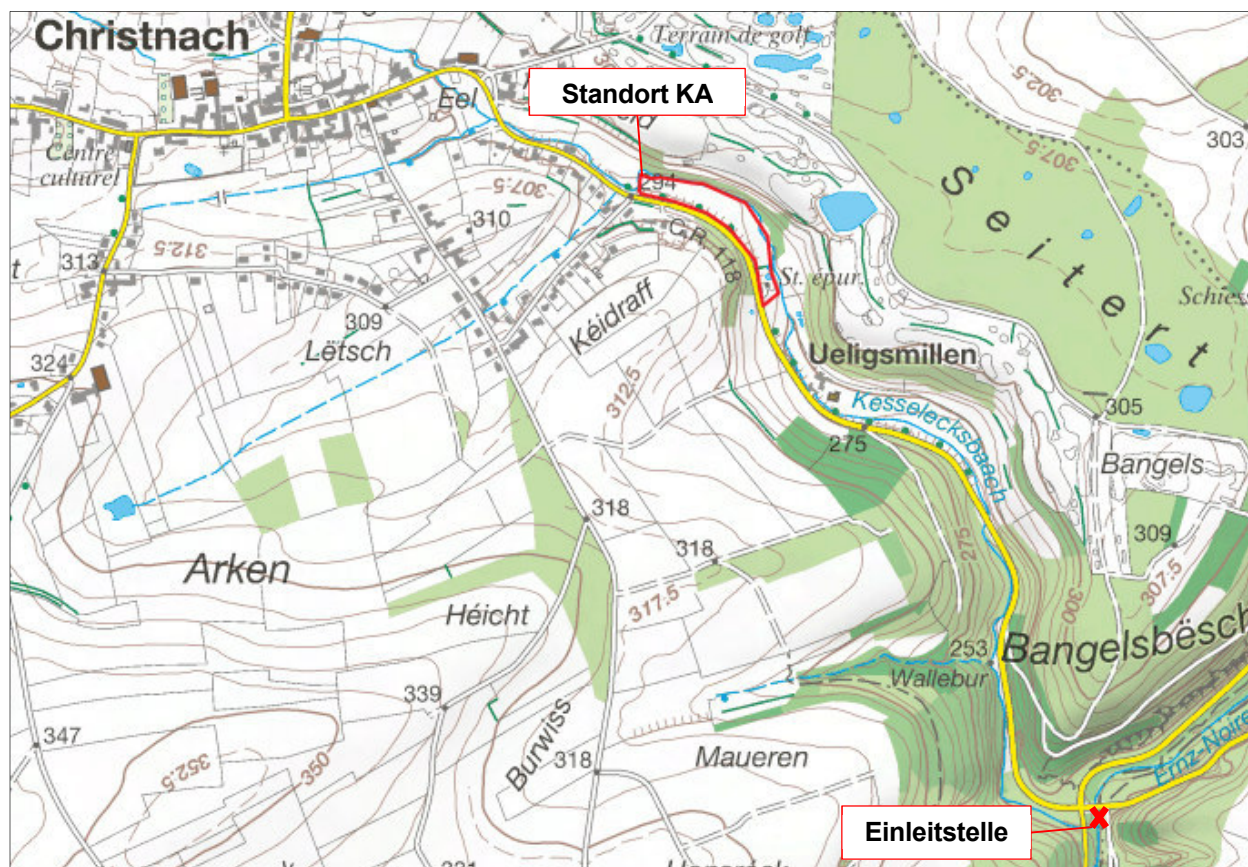 Christnach
Terrain de golf
Standort KA
Eel
302.5
303
Centre
culturel
307.5
307.5
294
310
C.R. 118
312.5
313
St. épur.
Seitert
Schies
309
Lëtsch
Kéidraff
324
312.5
Ueligsmillen
Kesselecksbaach
305
275
Bangels
318
318
275
309
Arken
317.5
300
307.5
Héicht
253
Bangelsbësch
Wallebur
339
347
Burwiss
352.5
350
318
Maueren
Ernz-Noire
Einleitstelle